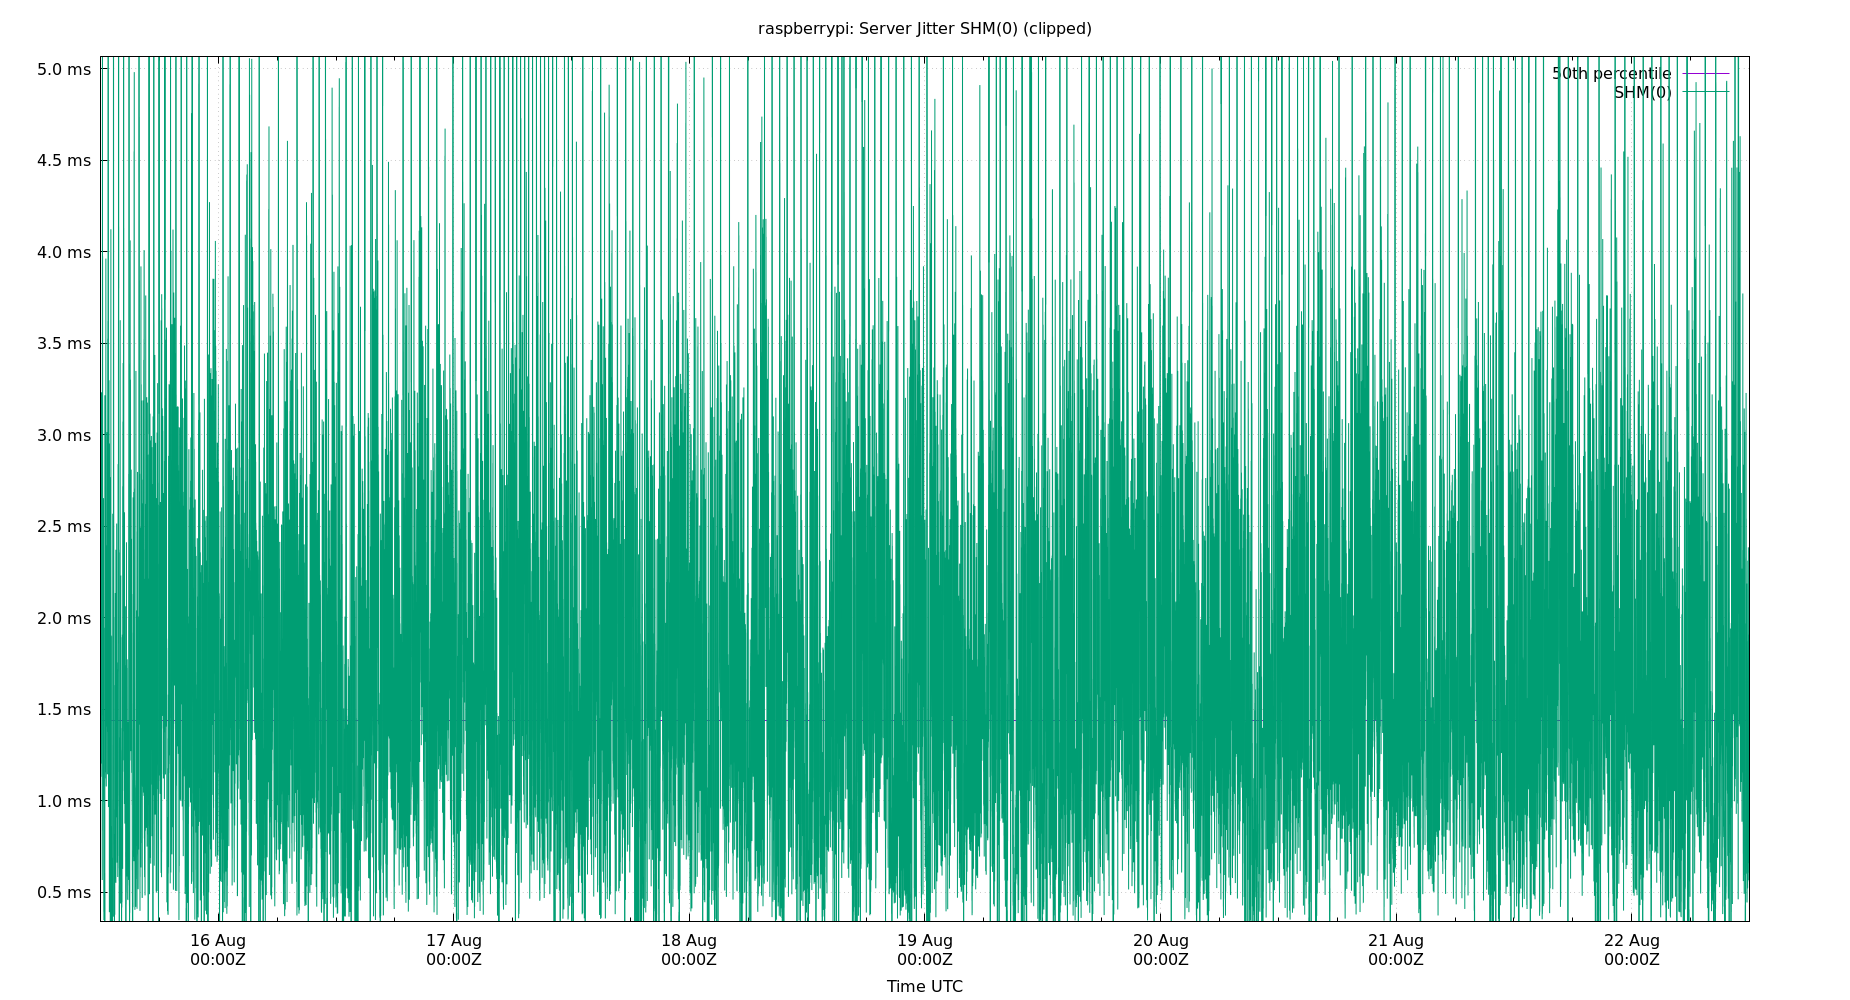 raspberrypi: Server Jitter SHM(0) (clipped)
5.0 ms
50th percentile
SHM(0)
4.5 ms
4.0 ms
3.5 ms
3.0 ms
2.5 ms
2.0 ms
1.5 ms
1.0 ms
0.5 ms
16 Aug 17 Aug 18 Aug 19 Aug 20 Aug 21 Aug 22 Aug
00:00Z 00:00Z 00:00Z 00:00Z 00:00Z 00:00Z 00:00Z
Time UTC